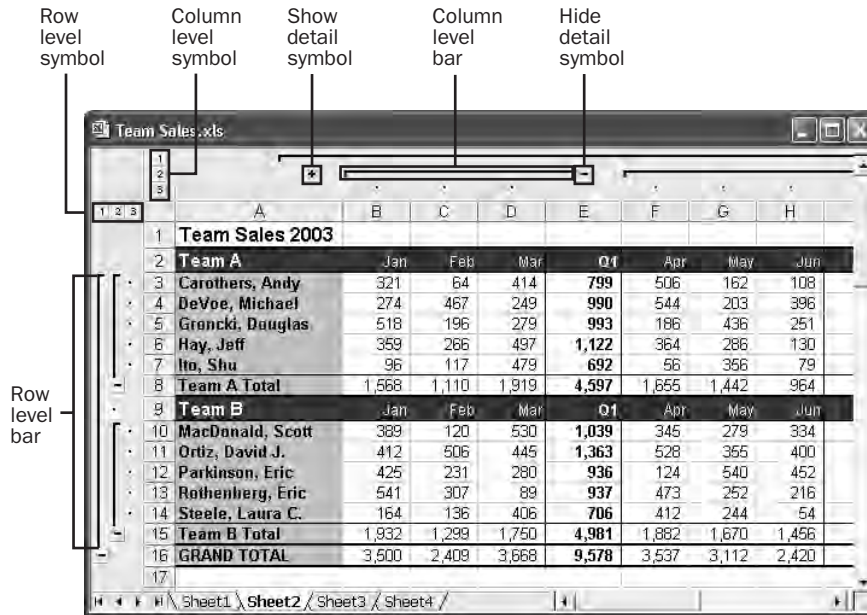 Row level symbol
Column level symbol
Show detail symbol
Column level bar
Hide detail symbol
Team Sales.xls
1
2
3
1 2 3
A B C D E F G H
1 Team Sales 2003
2 Team A Jan Feb Mar Q1 Apr May Jun
3 Carothers, Andy 321 64 414 799 506 162 108
4 DeVoe, Michael 274 467 249 990 544 203 396
5 Groncki, Douglas 518 196 279 993 186 436 251
6 Hay, Jeff 359 266 497 1,122 364 286 130
7 Ito, Shu 96 117 479 692 56 356 79
8 Team A Total 1,568 1,110 1,919 4,597 1,655 1,442 964
9 Team B Jan Feb Mar Q1 Apr May Jun
10 MacDonald, Scott 389 120 530 1,039 345 279 334
11 Ortiz, David J. 412 506 445 1,363 528 355 400
12 Parkinson, Eric 425 231 280 936 124 540 452
13 Rothenberg, Eric 541 307 89 937 473 252 216
14 Steele, Laura C. 164 136 406 706 412 244 54
15 Team B Total 1,932 1,299 1,750 4,981 1,882 1,670 1,456
16 GRAND TOTAL 3,500 2,409 3,668 9,578 3,537 3,112 2,420
17
Row level bar
Sheet1 Sheet2 Sheet3 Sheet4